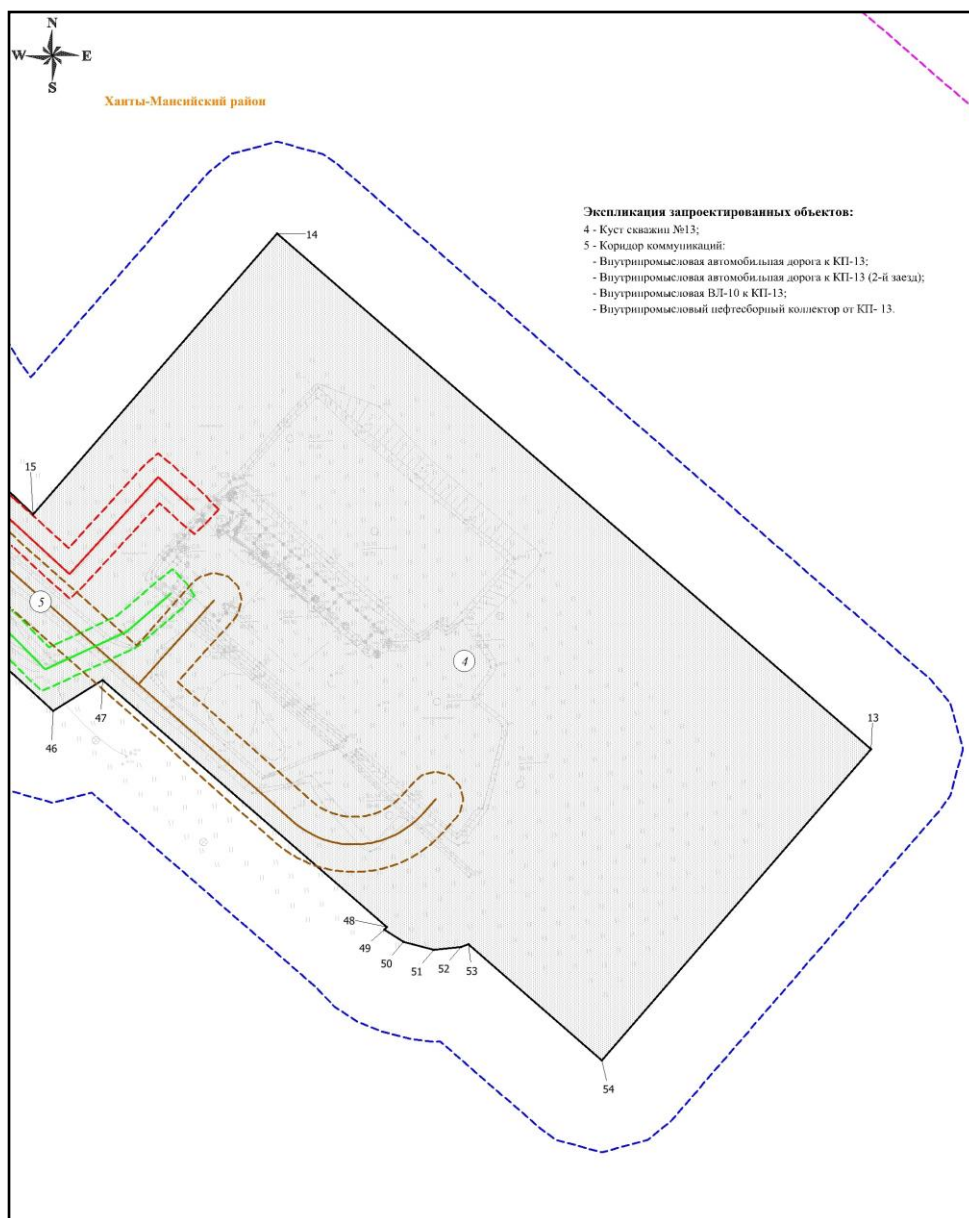 N
W E
S
Ханты-Мансийский район
Экспликация запроектированных объектов:
4 - Куст скважин №13;
5 - Коридор коммуникаций:
- Внутрипромысловая автомобильная дорога к КП-13;
- Внутрипромысловая автомобильная дорога к КП-13 (2-й заезд);
- Внутрипромысловая ВЛ-10 к КП-13;
- Внутрипромысловый нефтесборный коллектор от КП- 13.
14
15
5
4
47
46
13
48
49
50
51
52
53
54